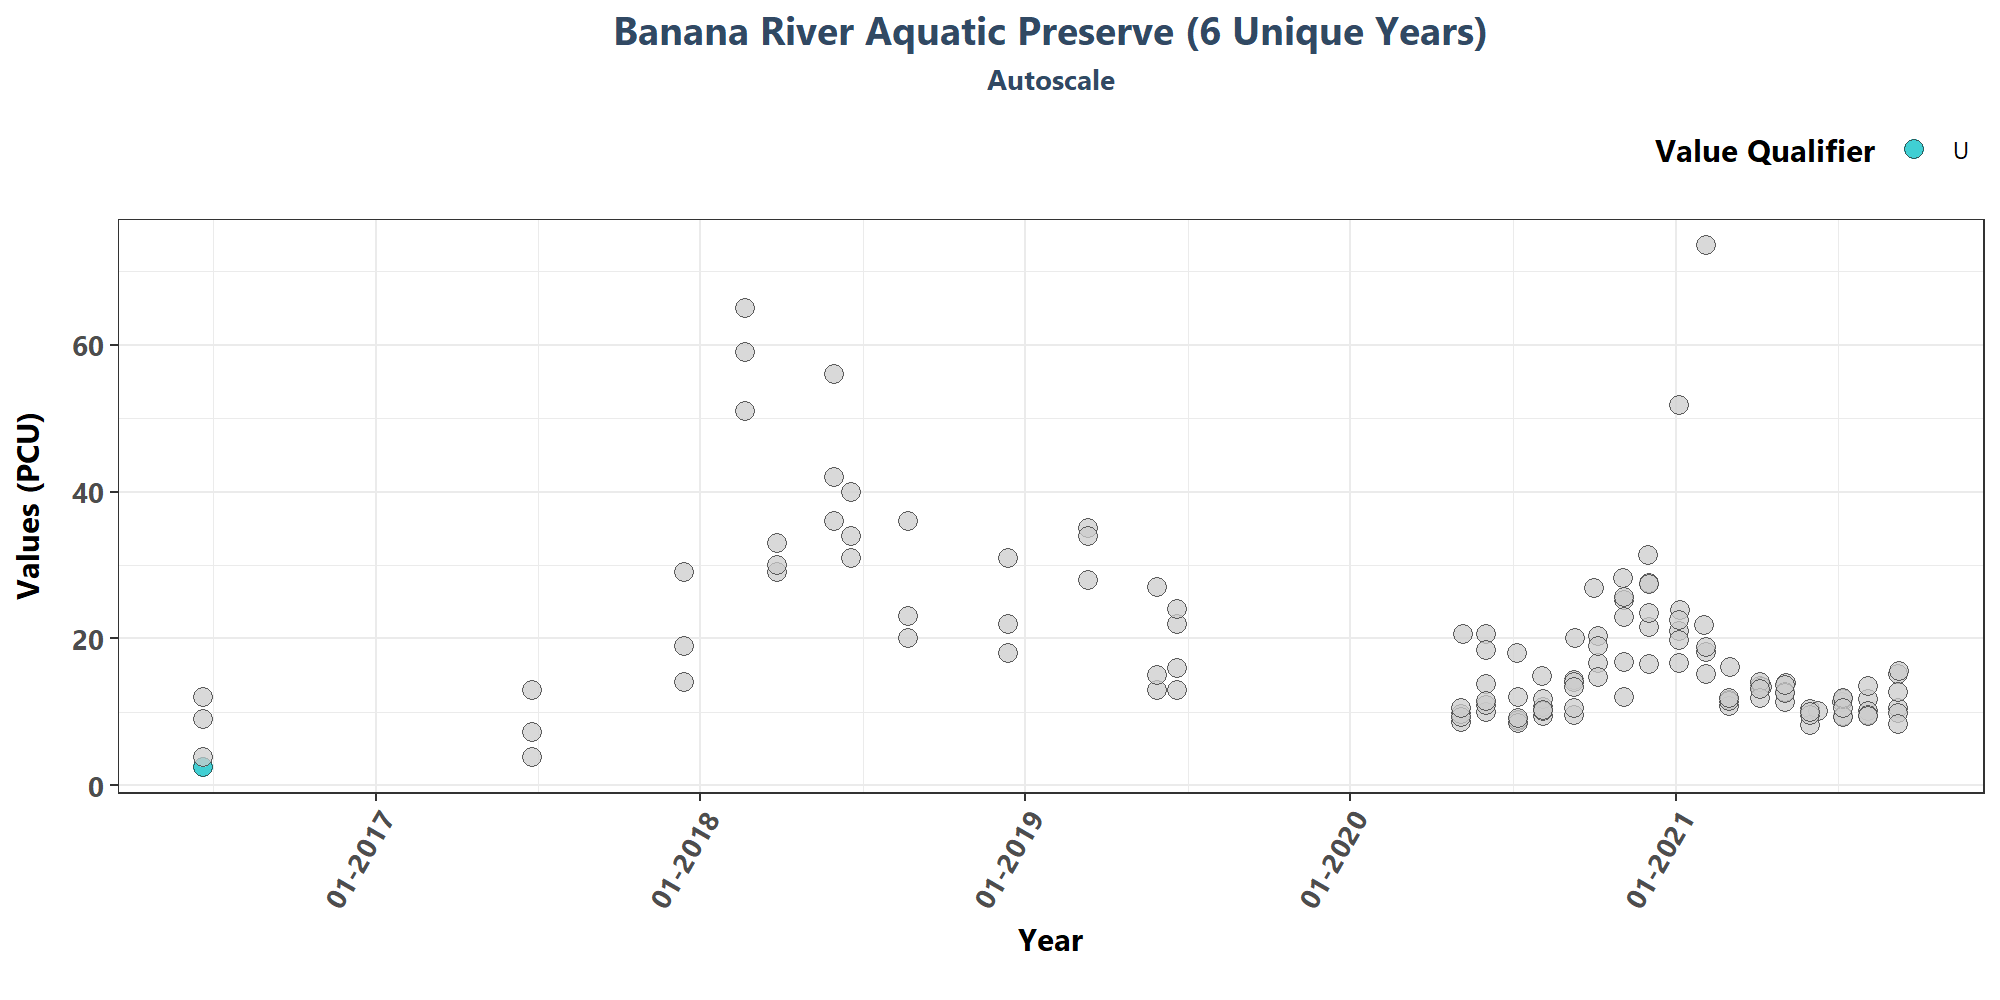 Banana River Aquatic Preserve (6 Unique Years)
Autoscale
Value Qualifier U
Values (PCU)
60
40
20
0
01-2017
01-2018
01-2019
01-2020
01-2021
Year